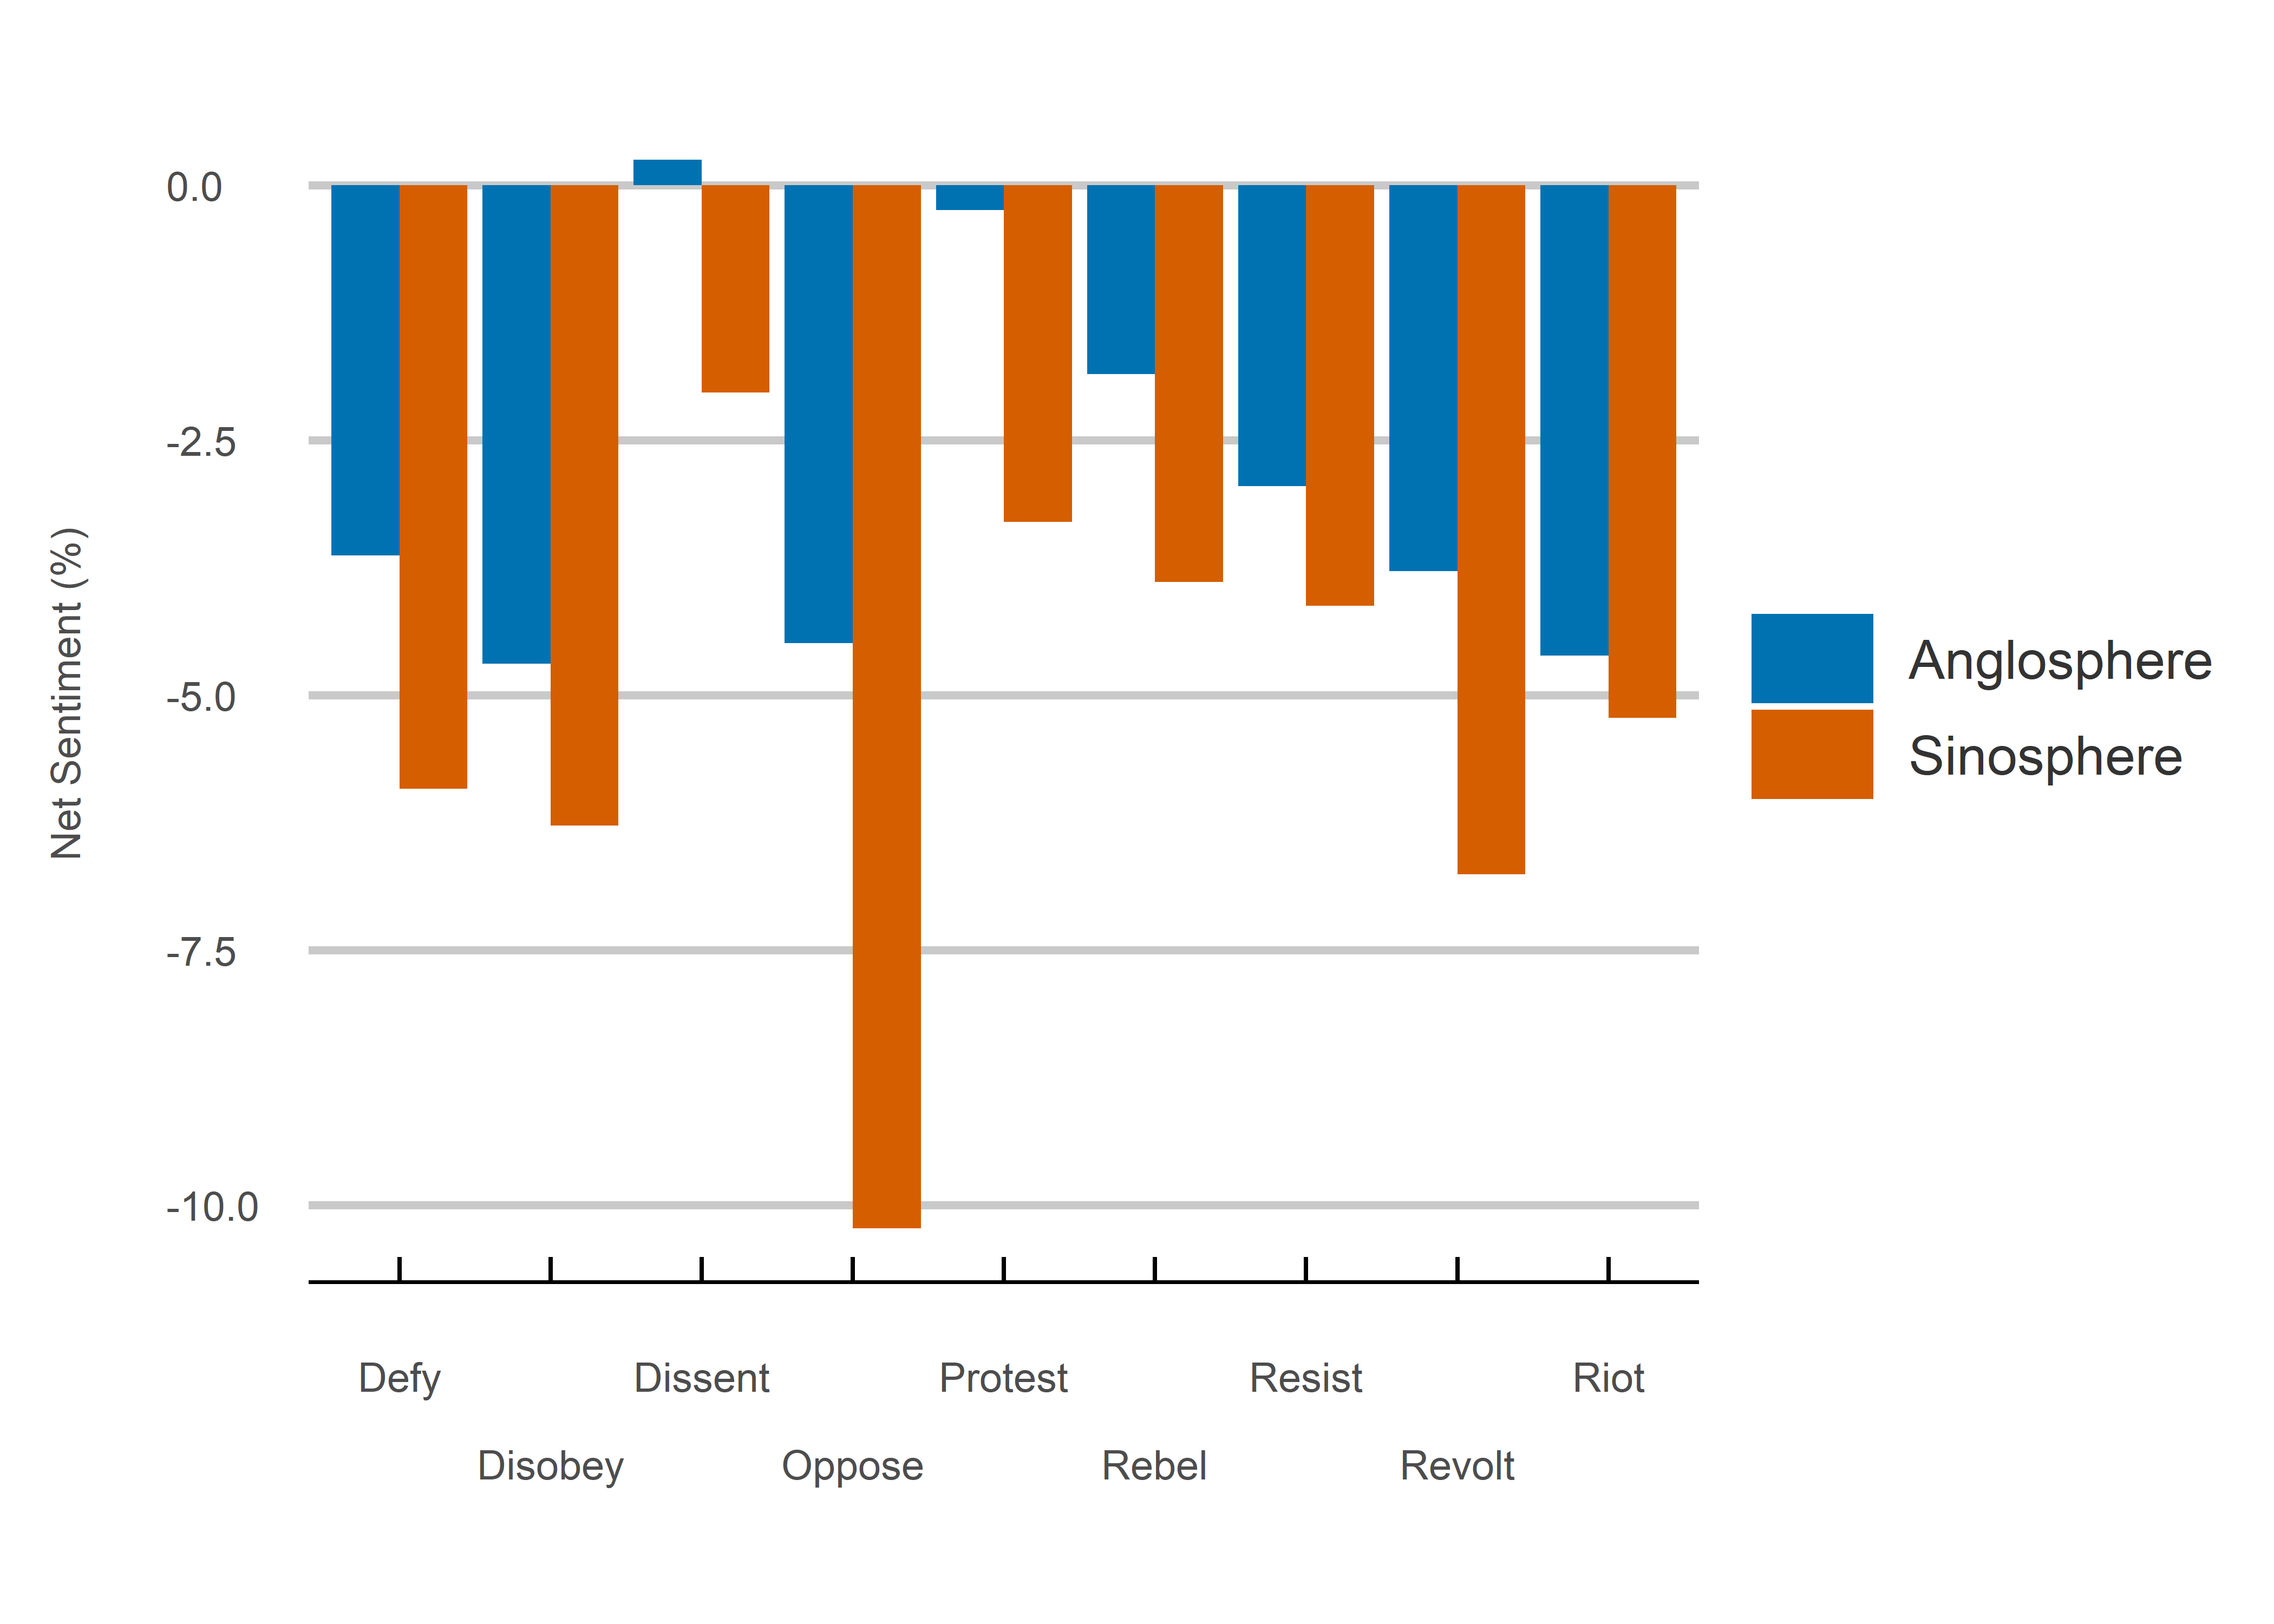 0.0
-2.5
-5.0
-7.5
-10.0
Net Sentiment (%)
Defy
Disobey
Dissent
Oppose
Protest
Rebel
Resist
Revolt
Riot
Anglosphere
Sinosphere